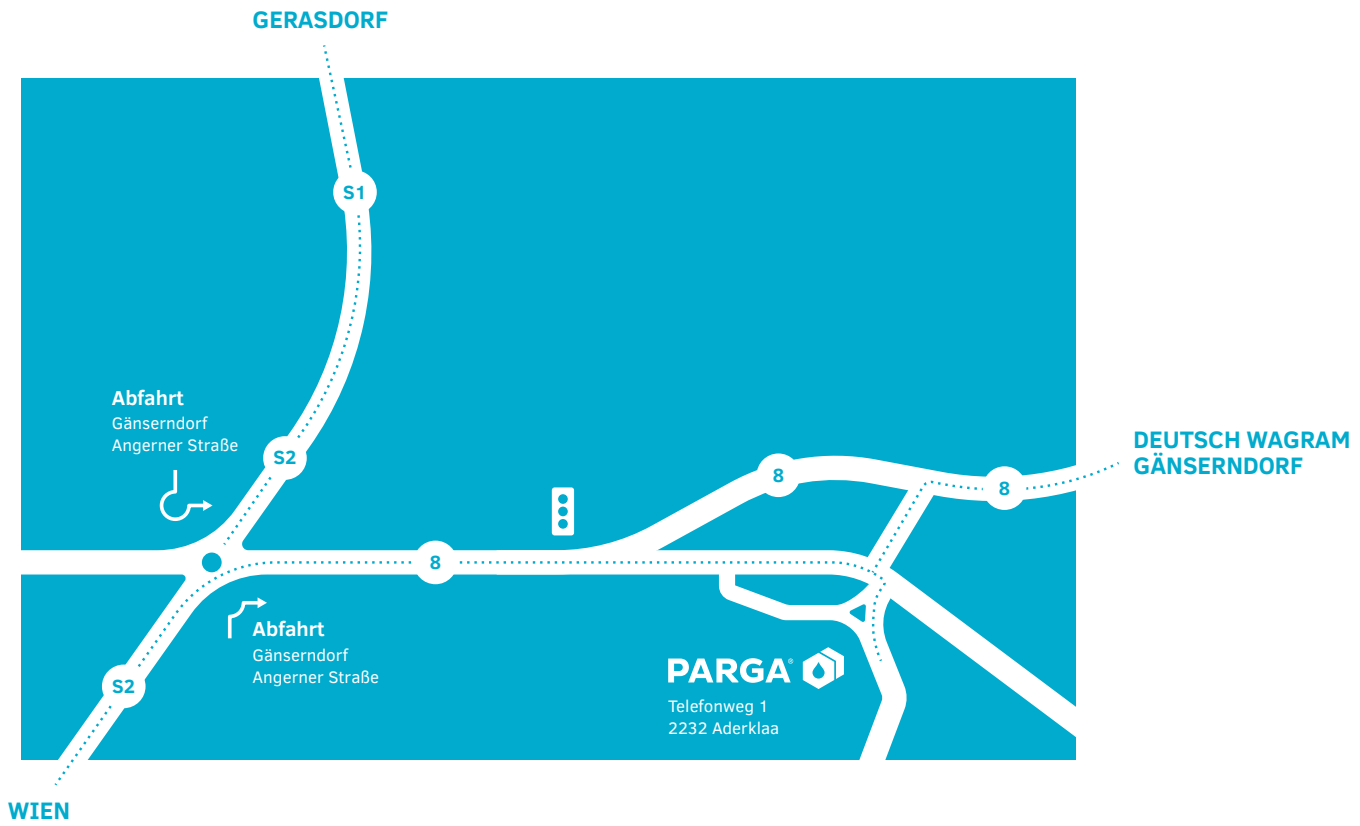 GERASDORF
S1
Abfahrt
Gänserndorf
Angerner Straße
S2
DEUTSCH WAGRAM
GÄNSERNDORF
8
8
8
Abfahrt
Gänserndorf
Angerner Straße
S2
PARGA®
Telefonweg 1
2232 Aderklaa
WIEN